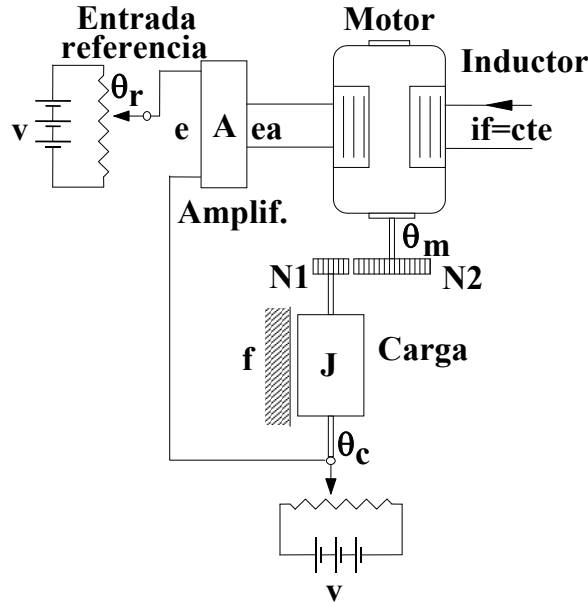 Entrada
referencia
Motor
Inductor
θr
v
e
A
ea
if=cte
Amplif.
θm
N1
N2
f
J
Carga
θc
v